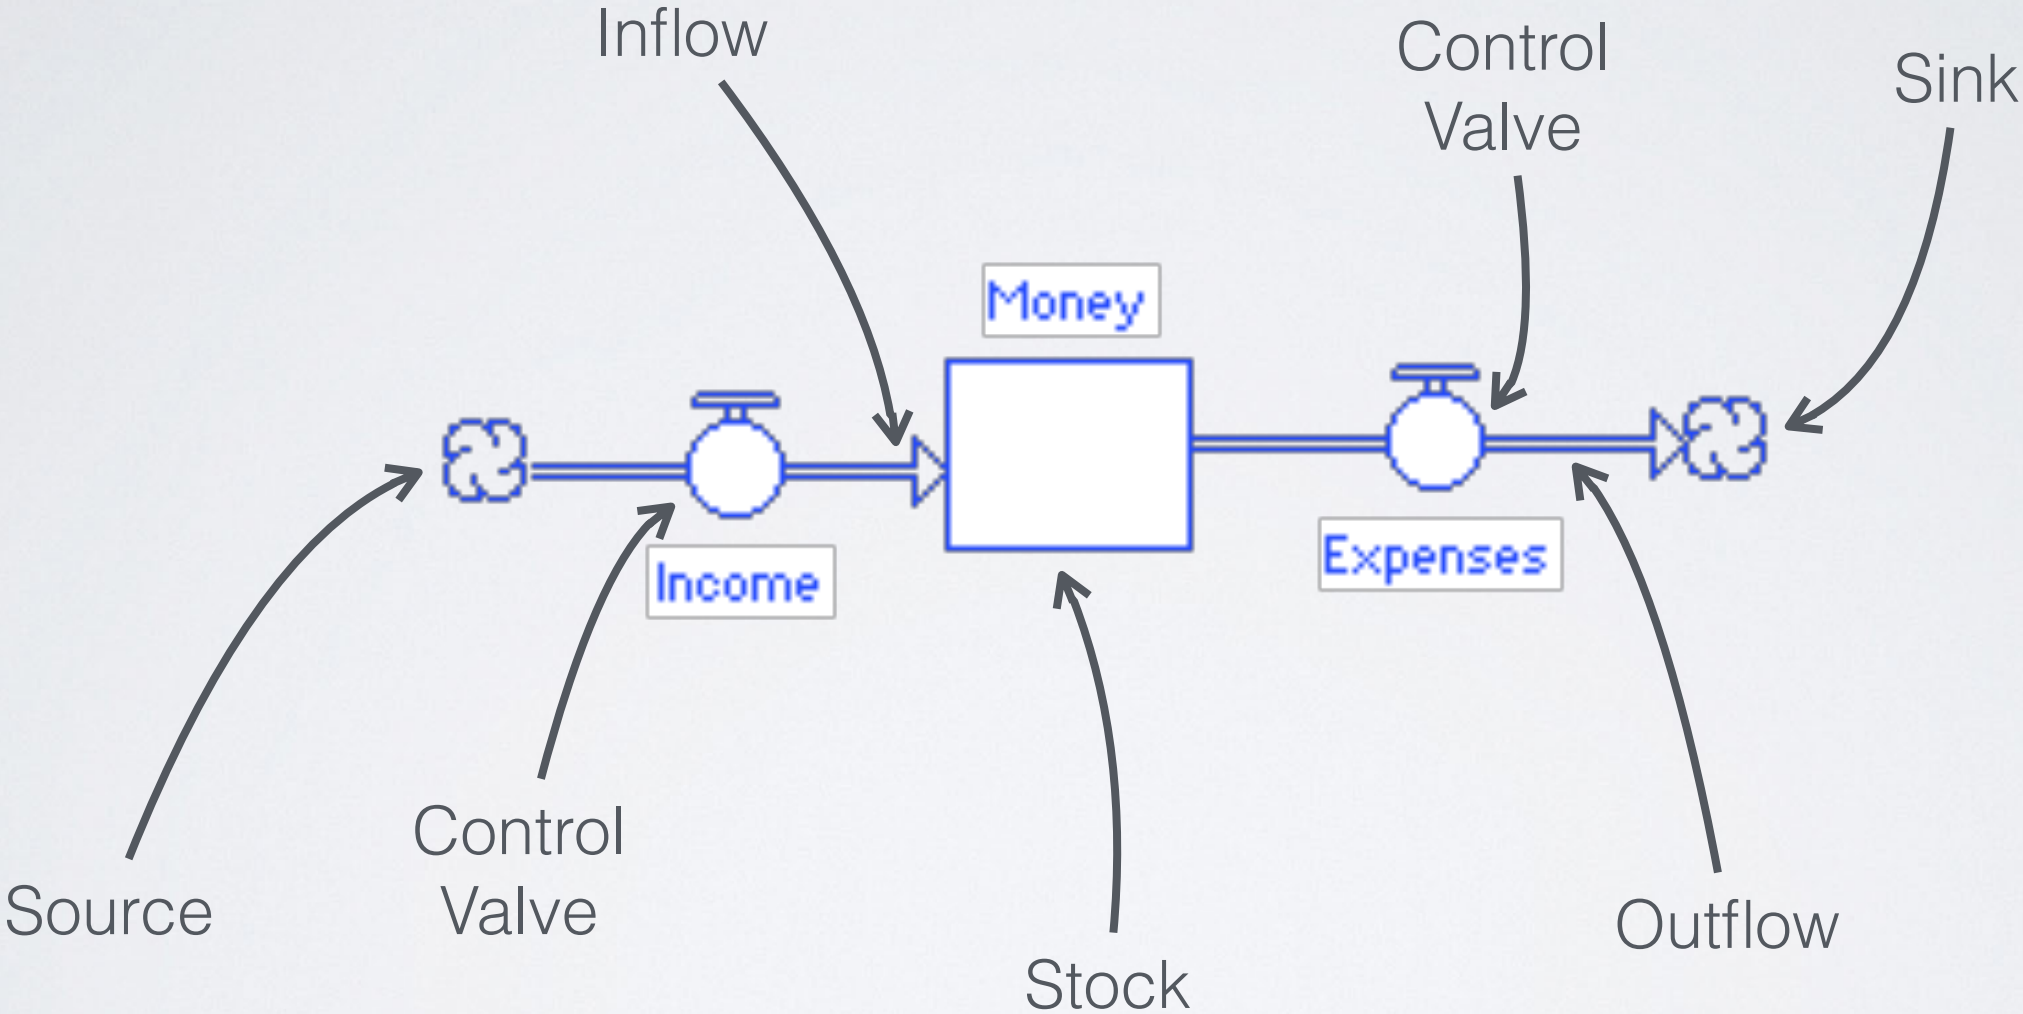 Inflow
Control
Valve
Sink
Money
Income
Expenses
Source
Control
Valve
Stock
Outflow